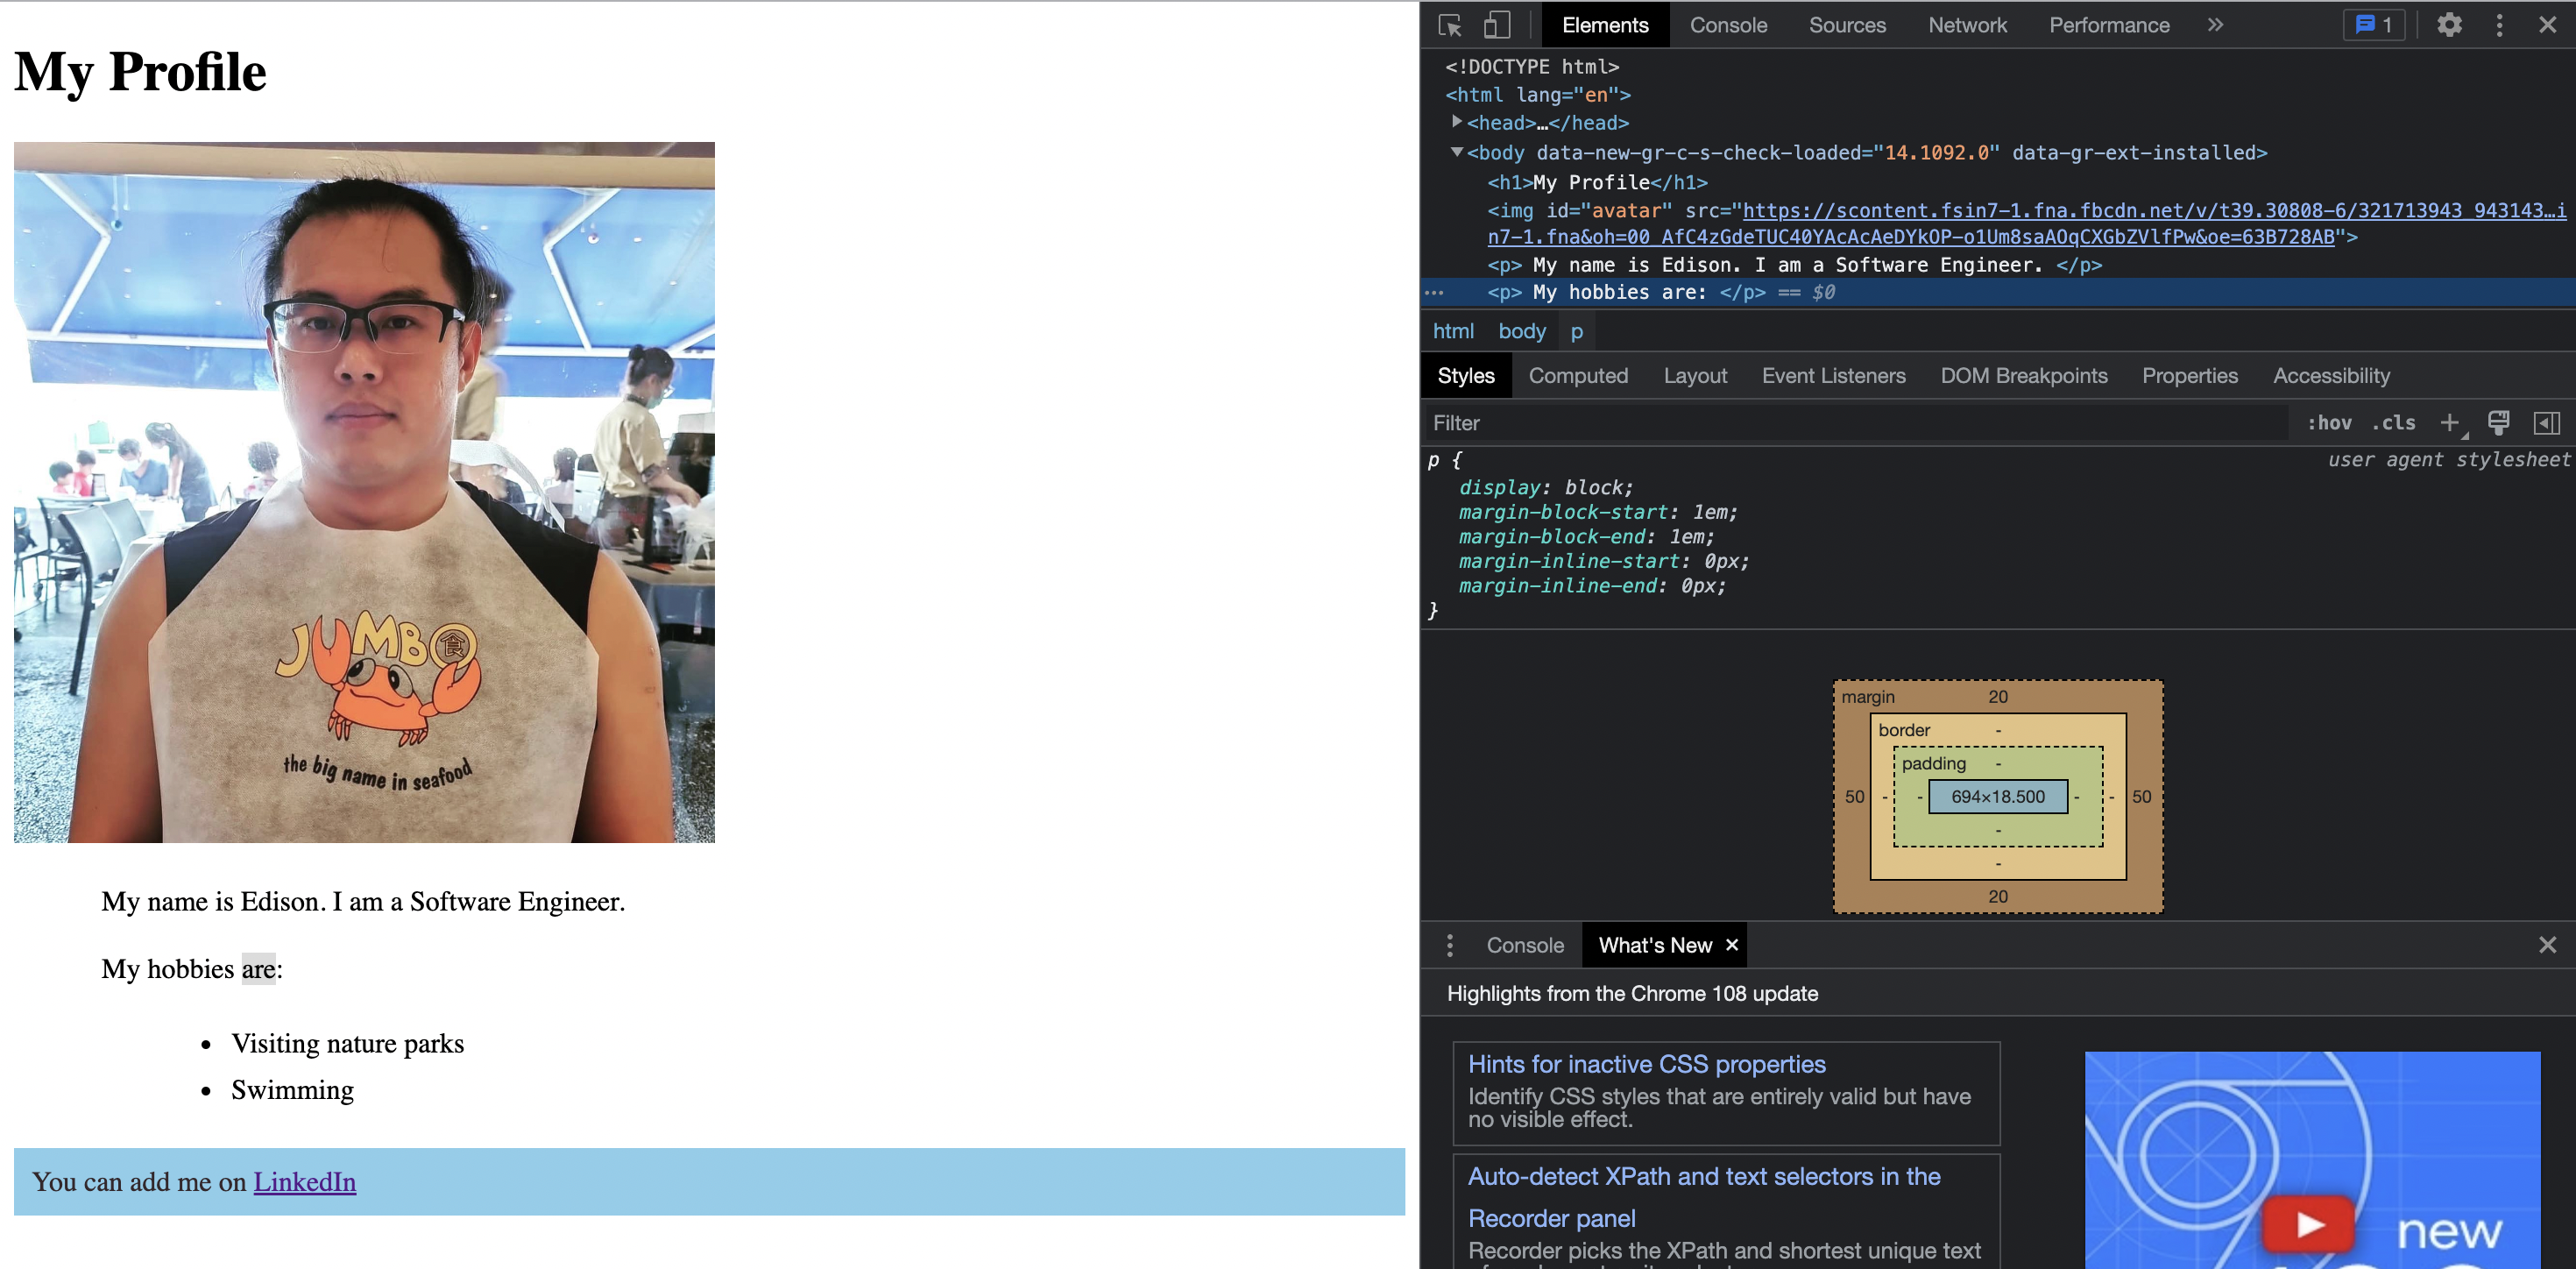 My Profile
JUMBO 食
the big name in seafood
My name is Edison. I am a Software Engineer.
My hobbies are:
• Visiting nature parks
• Swimming
You can add me on LinkedIn
Elements Console Sources Network Performance » 1
<!DOCTYPE html>
<html lang="en">
<head>…</head>
<body data-new-gr-c-s-check-loaded="14.1092.0" data-gr-ext-installed>
<h1>My Profile</h1>
<img id="avatar" src="https://scontent.fsin7-1.fna.fbcdn.net/v/t39.30808-6/321713943_943143…i
n7-1.fna&oh=00_AfC4zGdeTUC40YAcAcAeDYkOP-o1Um8saAOqCXGbZVlfPw&oe=63B728AB">
<p> My name is Edison. I am a Software Engineer. </p>
<p> My hobbies are: </p> == $0
html body p
Styles Computed Layout Event Listeners DOM Breakpoints Properties Accessibility
Filter :hov .cls +
p { user agent stylesheet
display: block;
margin-block-start: 1em;
margin-block-end: 1em;
margin-inline-start: 0px;
margin-inline-end: 0px;
}
margin 20
border -
padding -
50 - - 694×18.500 - - 50
-
-
20
Console What's New ×
Highlights from the Chrome 108 update
Hints for inactive CSS properties
Identify CSS styles that are entirely valid but have
no visible effect.
Auto-detect XPath and text selectors in the
Recorder panel
Recorder picks the XPath and shortest unique text
new